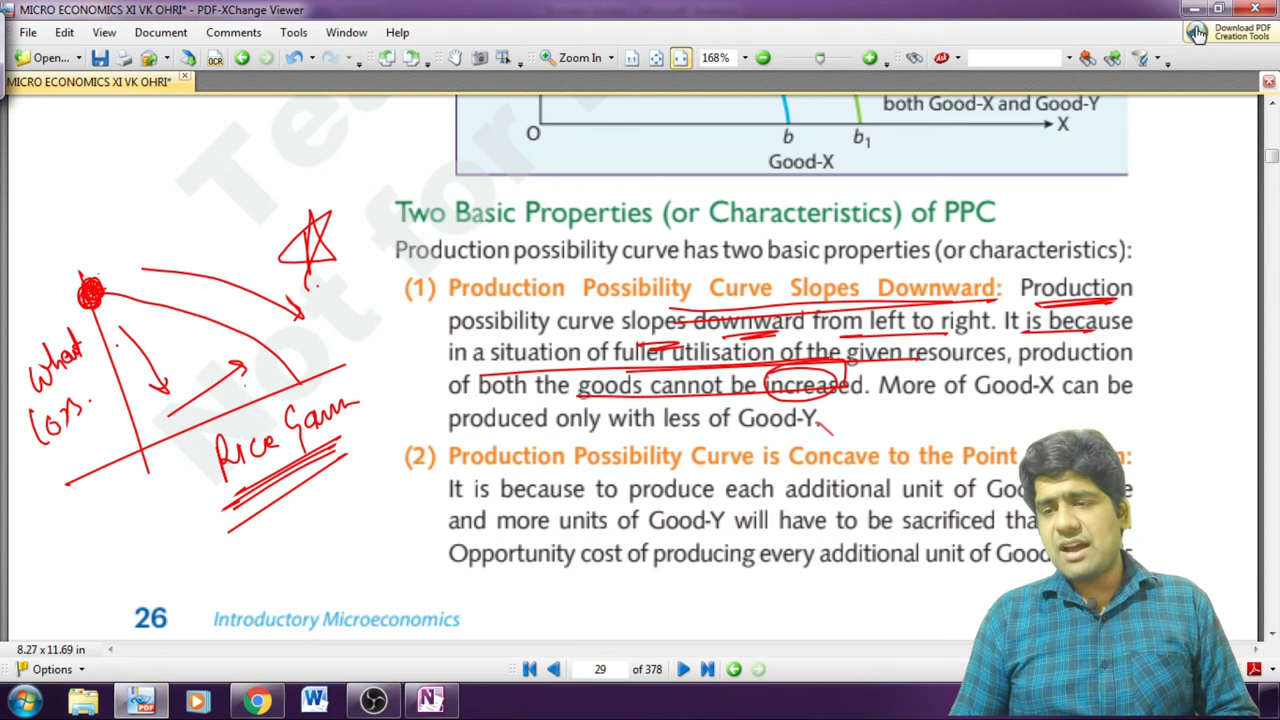 MICRO ECONOMICS XI VK OHRI* - PDF-XChange Viewer
File Edit View Document Comments Tools Window Help
Download PDF
Creation Tools
Open... OCR Zoom In 168%
MICRO ECONOMICS XI VK OHRI*
both Good-X and Good-Y
O X
b b1
Good-X
Not for
Two Basic Properties (or Characteristics) of PPC
Production possibility curve has two basic properties (or characteristics):
(1) Production Possibility Curve Slopes Downward: Production
possibility curve slopes downward from left to right. It is because
in a situation of fuller utilisation of the given resources, production
of both the goods cannot be increased. More of Good-X can be
produced only with less of Good-Y.
(2) Production Possibility Curve is Concave to the Point
It is because to produce each additional unit of
and more units of Good-Y will have to be sacrificed
Opportunity cost of producing every additional unit of
Rice
26 Introductory Microeconomics
8.27 x 11.69 in
Options 29 of 378